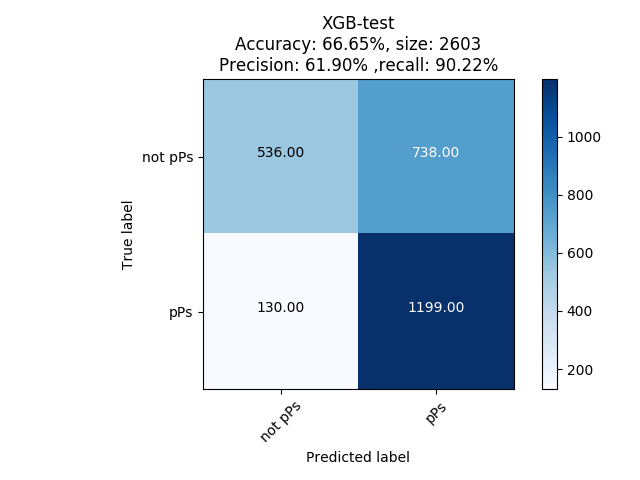 XGB-test
Accuracy: 66.65%, size: 2603
Precision: 61.90% ,recall: 90.22%
True label
not pPs
536.00
738.00
pPs
130.00
1199.00
not pPs
pPs
Predicted label
1000
800
600
400
200